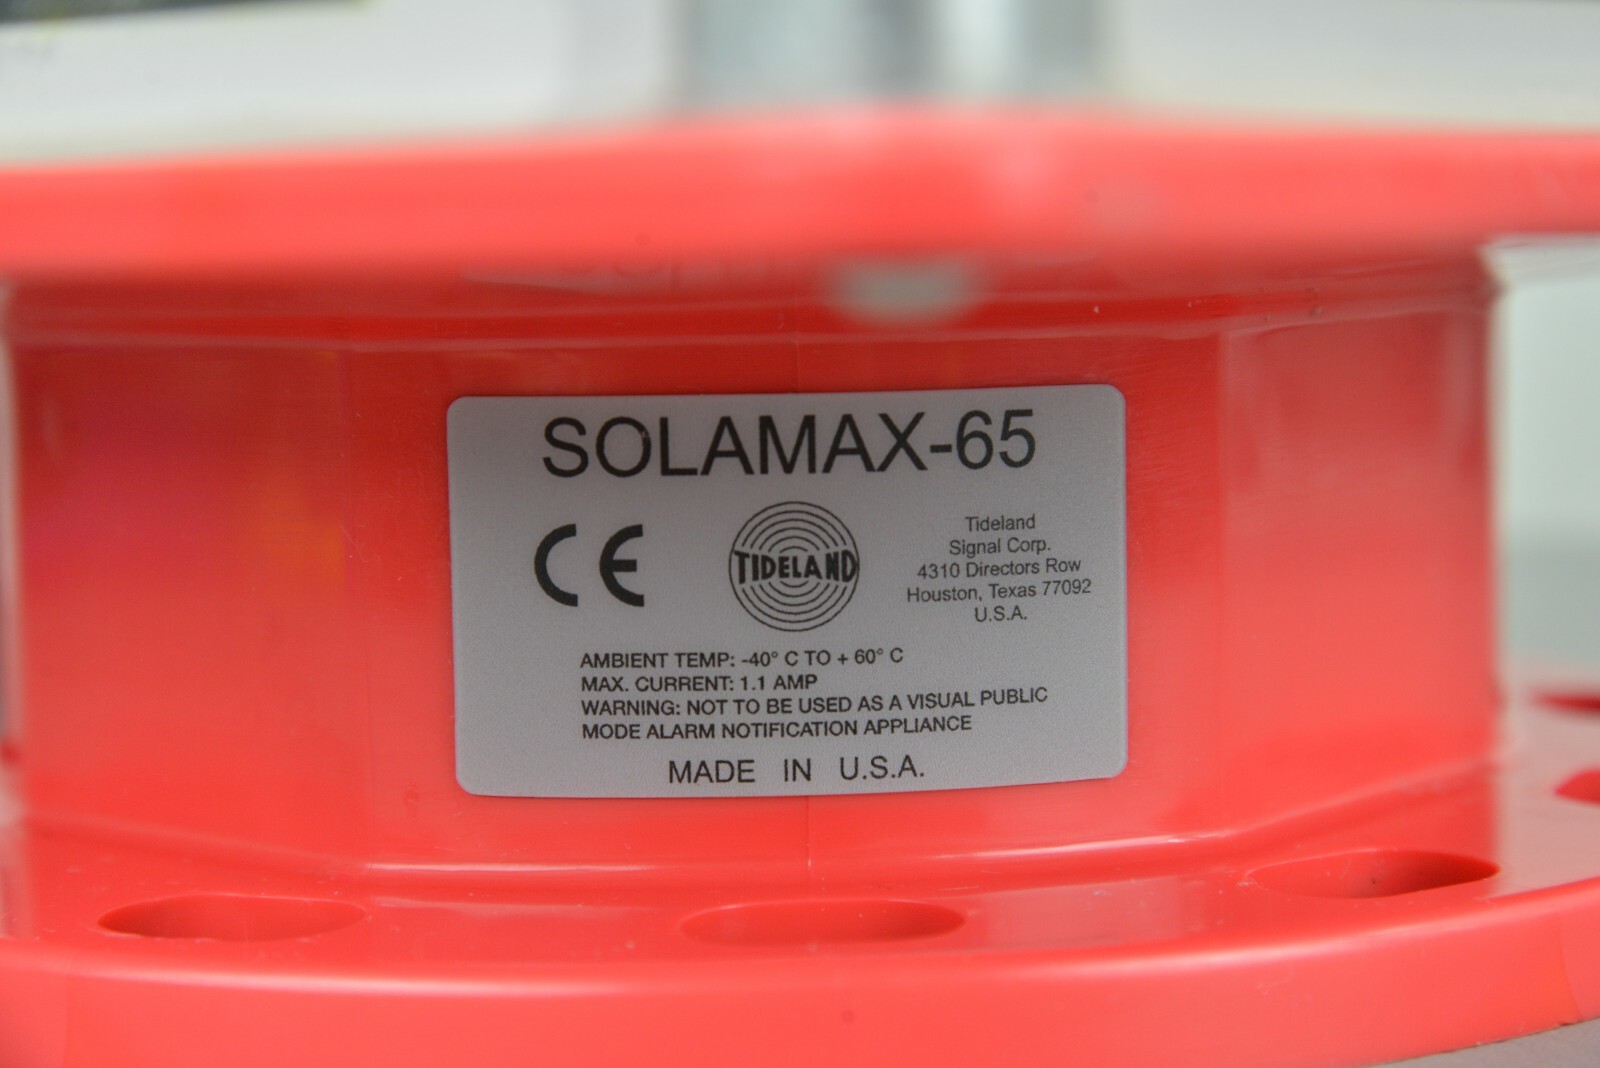 SOLAMAX-65
CE
TIDELAND
Tideland
Signal Corp.
4310 Directors Row
Houston, Texas 77092
U.S.A.
AMBIENT TEMP: -40° C TO + 60° C
MAX. CURRENT: 1.1 AMP
WARNING: NOT TO BE USED AS A VISUAL PUBLIC
MODE ALARM NOTIFICATION APPLIANCE
MADE IN U.S.A.